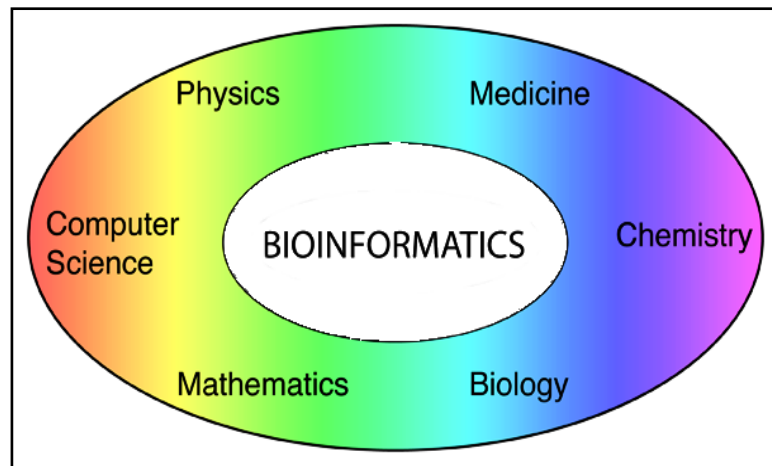 Physics
Medicine
Computer
Science
BIOINFORMATICS
Chemistry
Mathematics
Biology